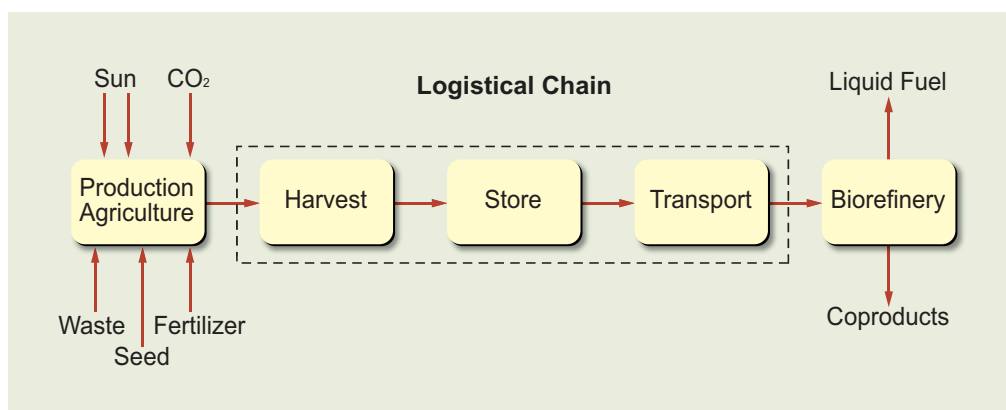 Sun
CO₂
Logistical Chain
Liquid Fuel
Production
Agriculture
Harvest
Store
Transport
Biorefinery
Waste
Fertilizer
Seed
Coproducts